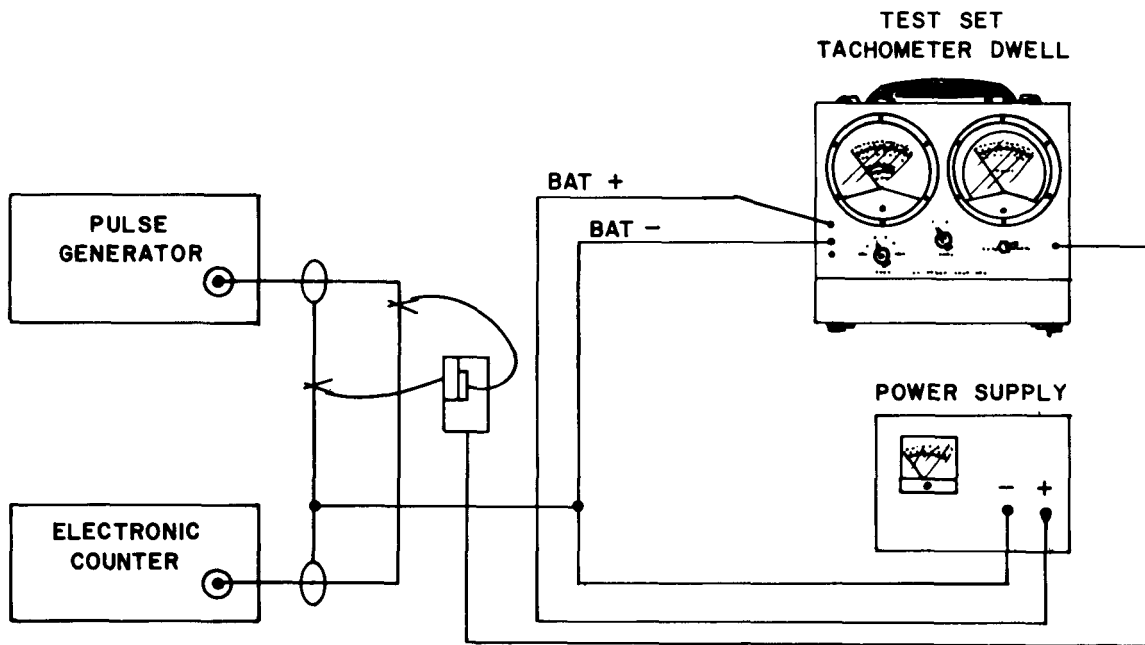 TEST SET
TACHOMETER DWELL
BAT +
BAT -
PULSE
GENERATOR
POWER SUPPLY
- +
ELECTRONIC
COUNTER